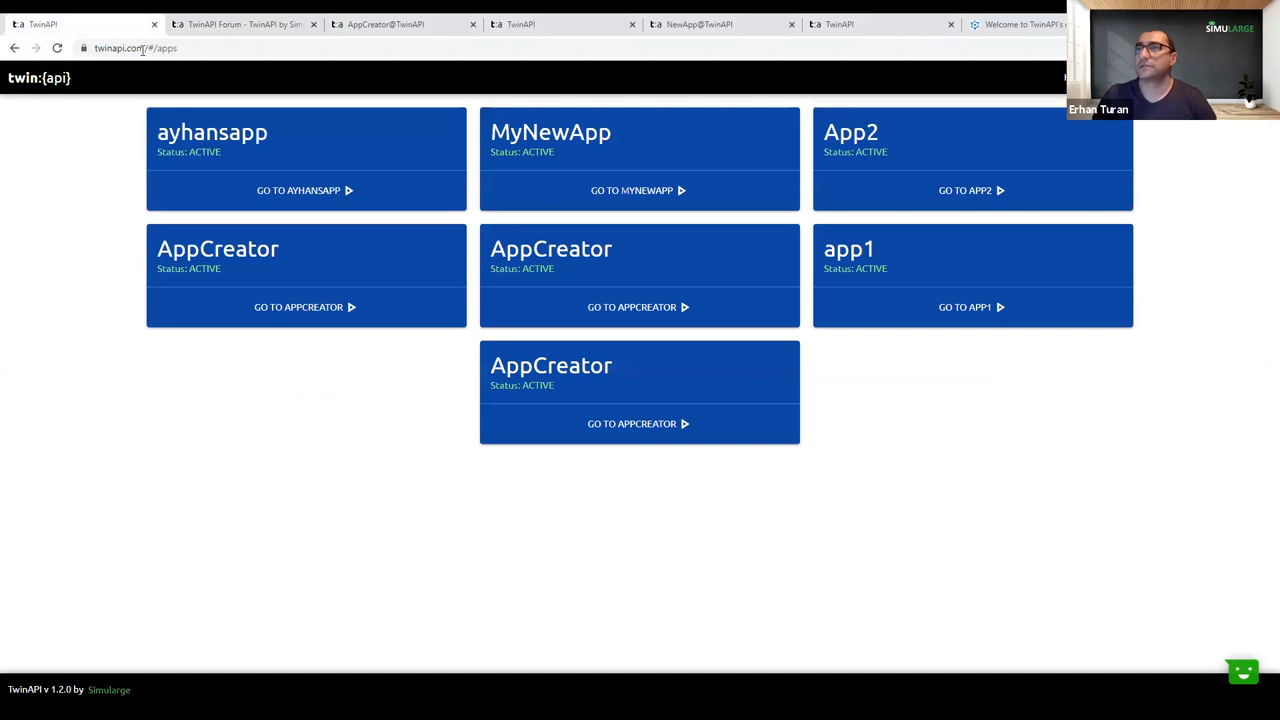 TwinAPI
TwinAPI Forum - TwinAPI by Sim
AppCreator@TwinAPI
TwinAPI
NewApp@TwinAPI
TwinAPI
Welcome to TwinAPI's
twinapi.com/#/apps
twin:{api}
SIMULARGE
Erhan Turan
ayhansapp
Status: ACTIVE
GO TO AYHANSAPP
MyNewApp
Status: ACTIVE
GO TO MYNEWAPP
App2
Status: ACTIVE
GO TO APP2
AppCreator
Status: ACTIVE
GO TO APPCREATOR
AppCreator
Status: ACTIVE
GO TO APPCREATOR
app1
Status: ACTIVE
GO TO APP1
AppCreator
Status: ACTIVE
GO TO APPCREATOR
TwinAPI v 1.2.0 by Simularge